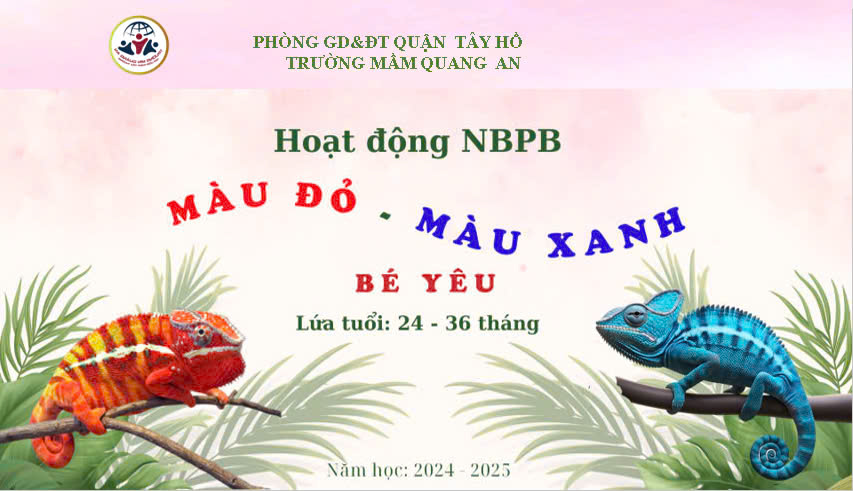 PHÒNG GD&ĐT QUẬN TÂY HỒ
TRƯỜNG MẦM QUANG AN
Hoạt động NBPB
MÀU ĐỎ - MÀU XANH
BÉ YÊU
Lứa tuổi: 24 - 36 tháng
Năm học: 2024 - 2025